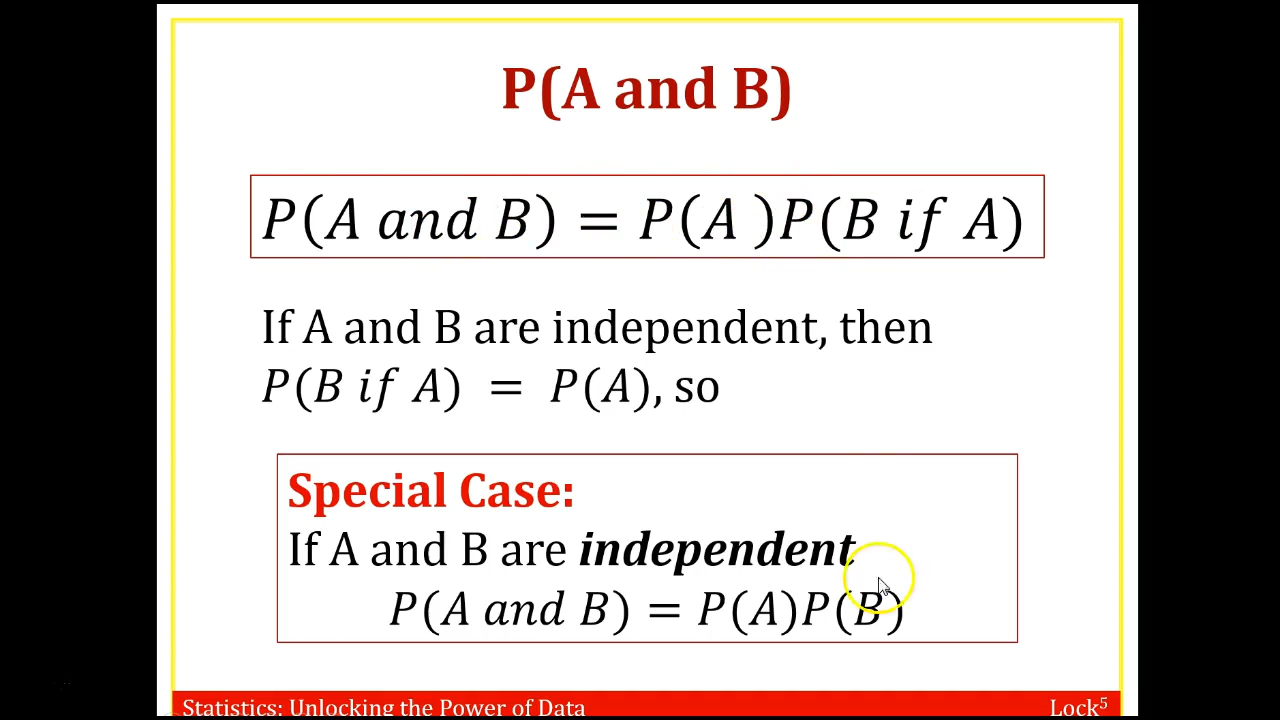 P(A and B)
P(A and B) = P(A )P(B if A)
If A and B are independent, then
P(B if A) = P(A), so
Special Case:
If A and B are independent
P(A and B) = P(A)P(B)
Statistics: Unlocking the Power of Data
Lock⁵